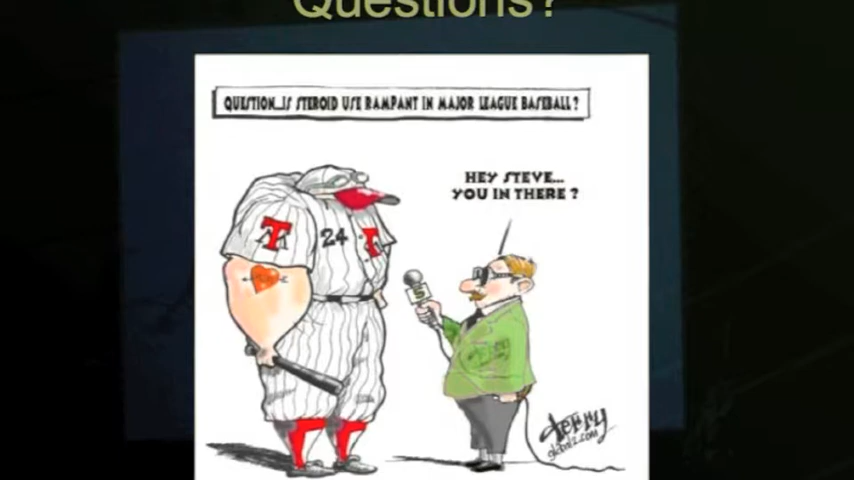 Questions?
QUESTION...IS STEROID USE RAMPANT IN MAJOR LEAGUE BASEBALL?
HEY STEVE...
YOU IN THERE?
T 24 T
S